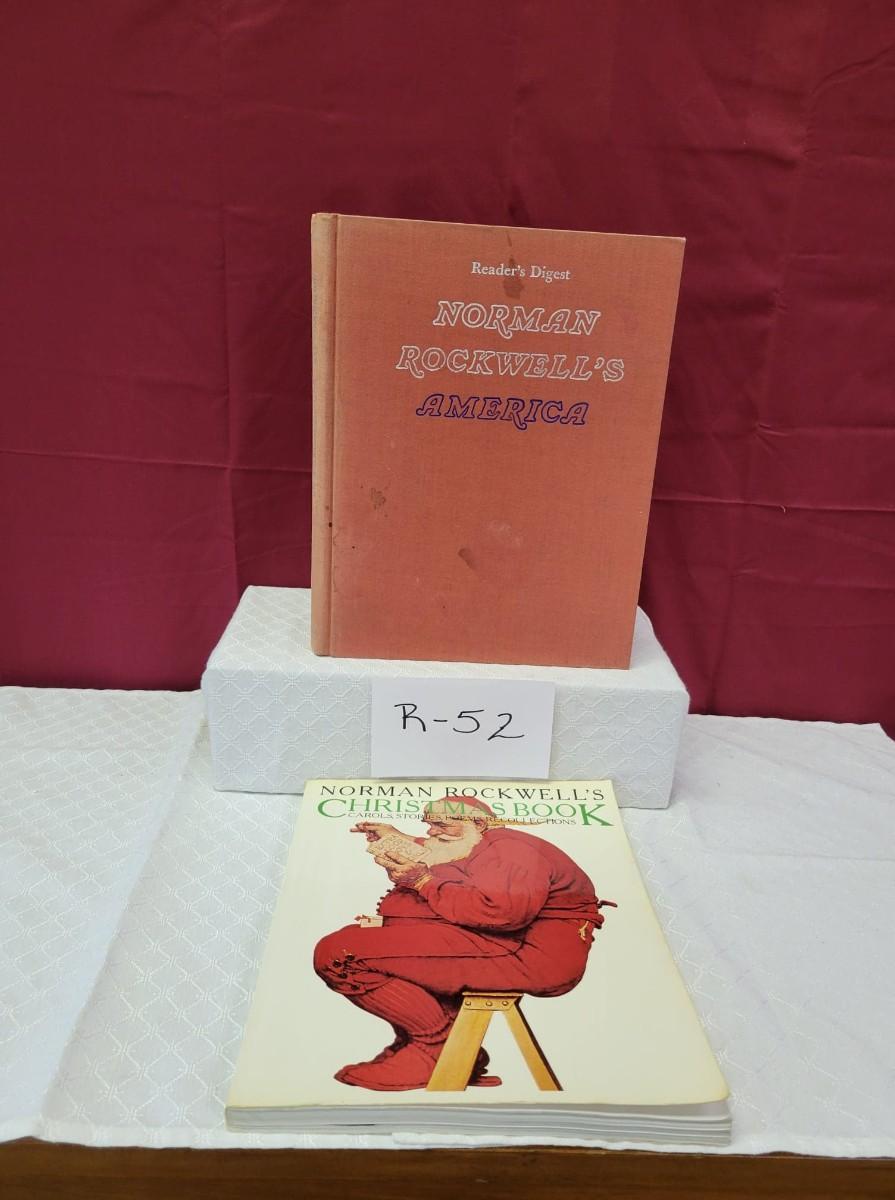 Reader's Digest
NORMAN
ROCKWELL'S
AMERICA
R-52
NORMAN ROCKWELL'S
CHRISTMAS BOOK
CAROLS, STORIES, POEMS, RECOLLECTIONS